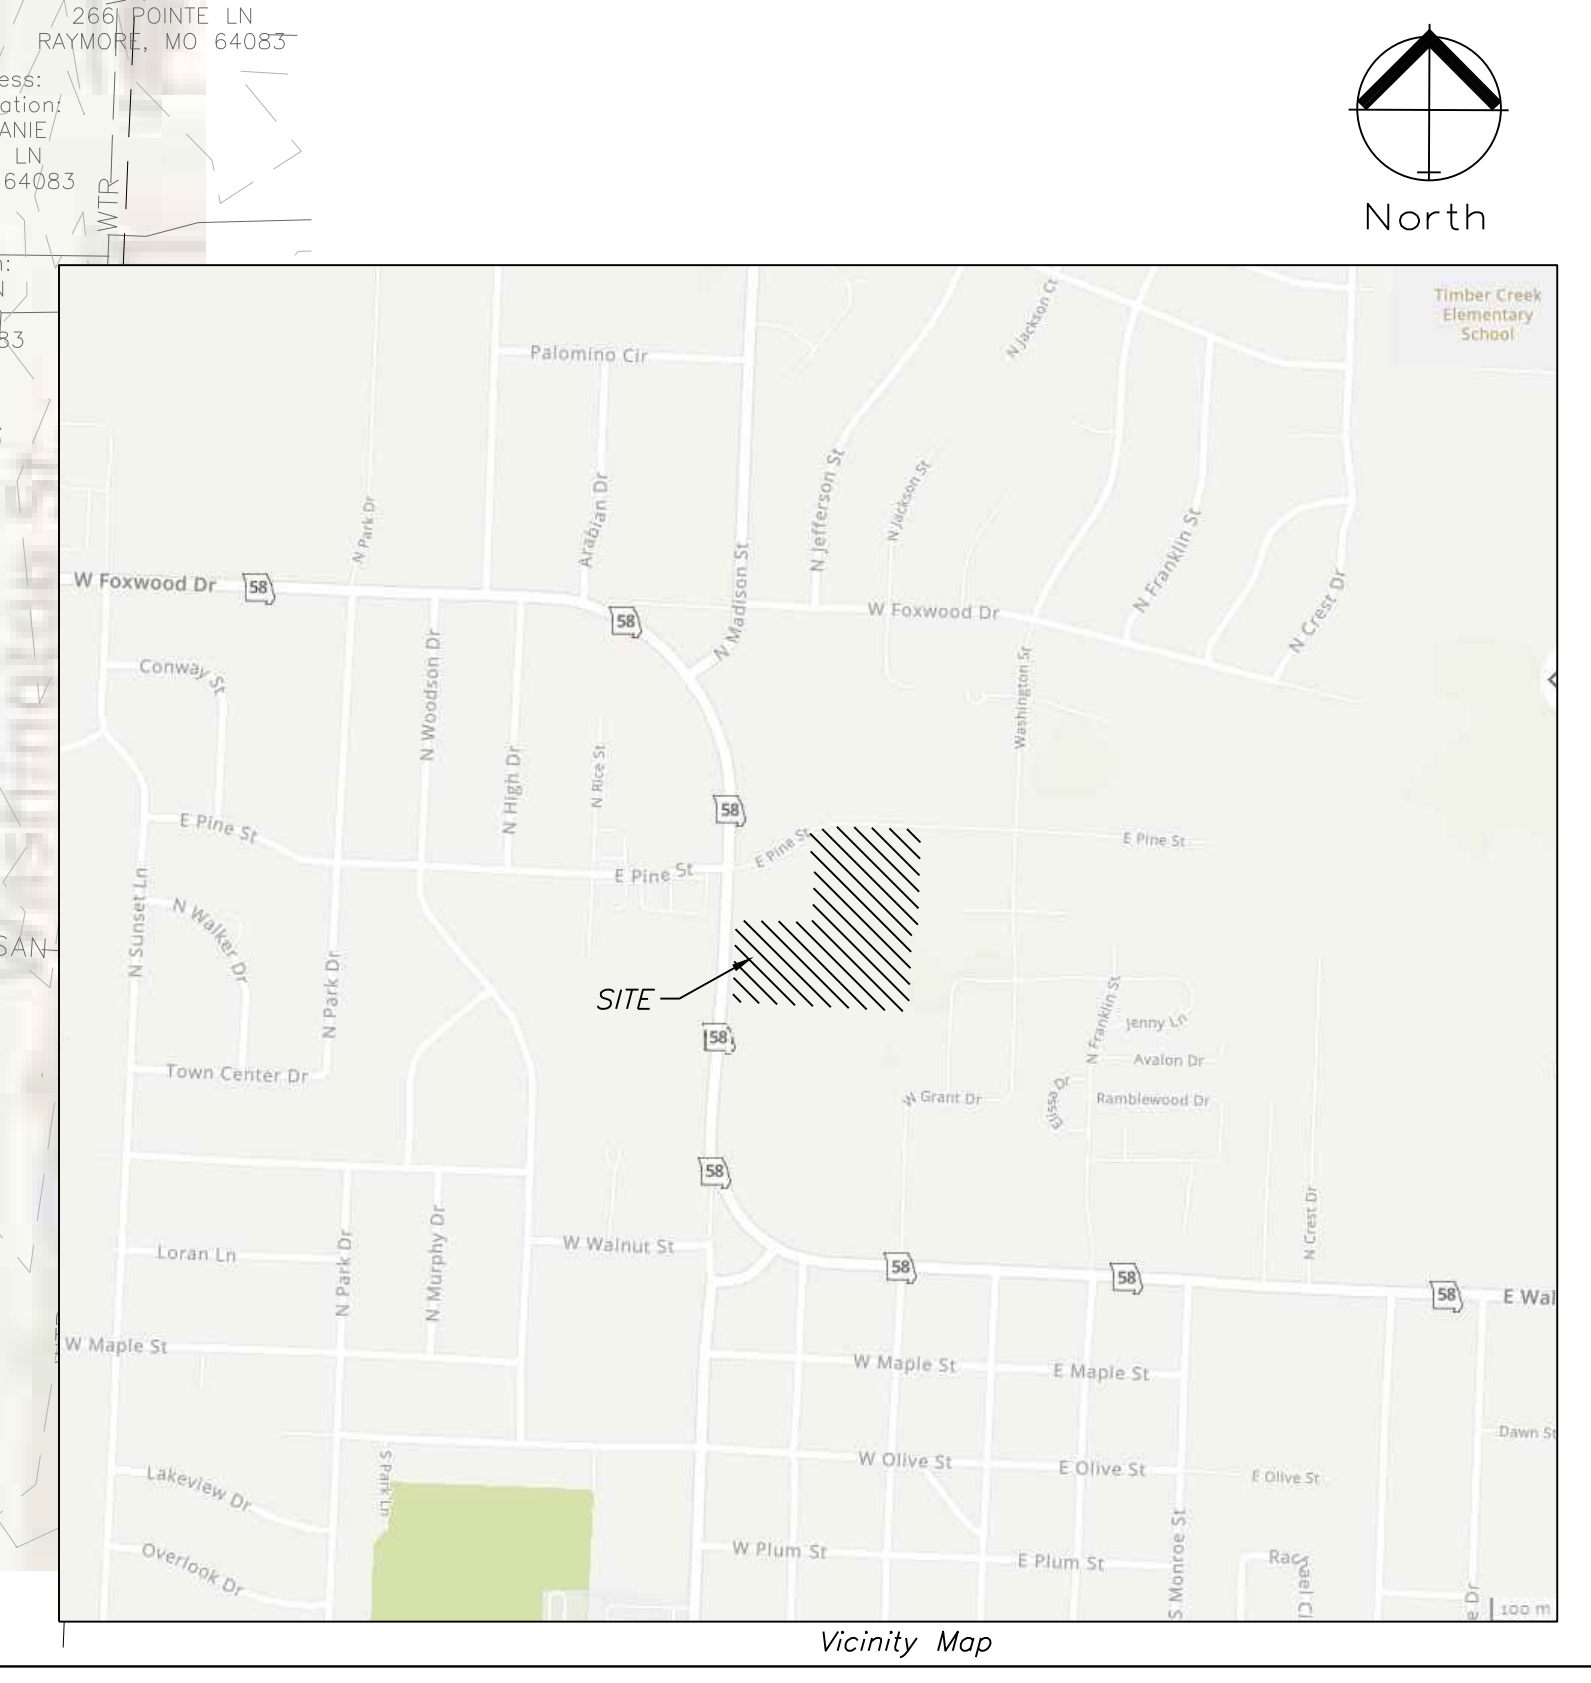 266 POINTE LN
RAYMORE, MO 64083
ess:
ation:
ANIE
LN
64083
WTR
North
83
SAN
Timber Creek
Elementary
School
N Jackson Ct
Palomino Cir
N Park Dr
Arabian Dr
N Madison St
N Jefferson St
N Jackson St
N Franklin St
N Crest Dr
W Foxwood Dr
58
58
W Foxwood Dr
Conway St
N Woodson Dr
N High Dr
N Rice St
Washington St
58
E Pine St
E Pine St
E Pine St
E Pine St
N Sunset Ln
N Walker Dr
N Park Dr
SITE
58
N Franklin St
Jenny Ln
Avalon Dr
Town Center Dr
W Grant Dr
Elissa Dr
Ramblewood Dr
58
N Crest Dr
W Walnut St
Loran Ln
N Park Dr
N Murphy Dr
58
58
58
E Wal
W Maple St
W Maple St
E Maple St
Dawn St
W Olive St
E Olive St
E Olive St
S Park Ln
Lakeview Dr
Overlook Dr
W Plum St
E Plum St
S Monroe St
e Dr
100 m
Vicinity Map